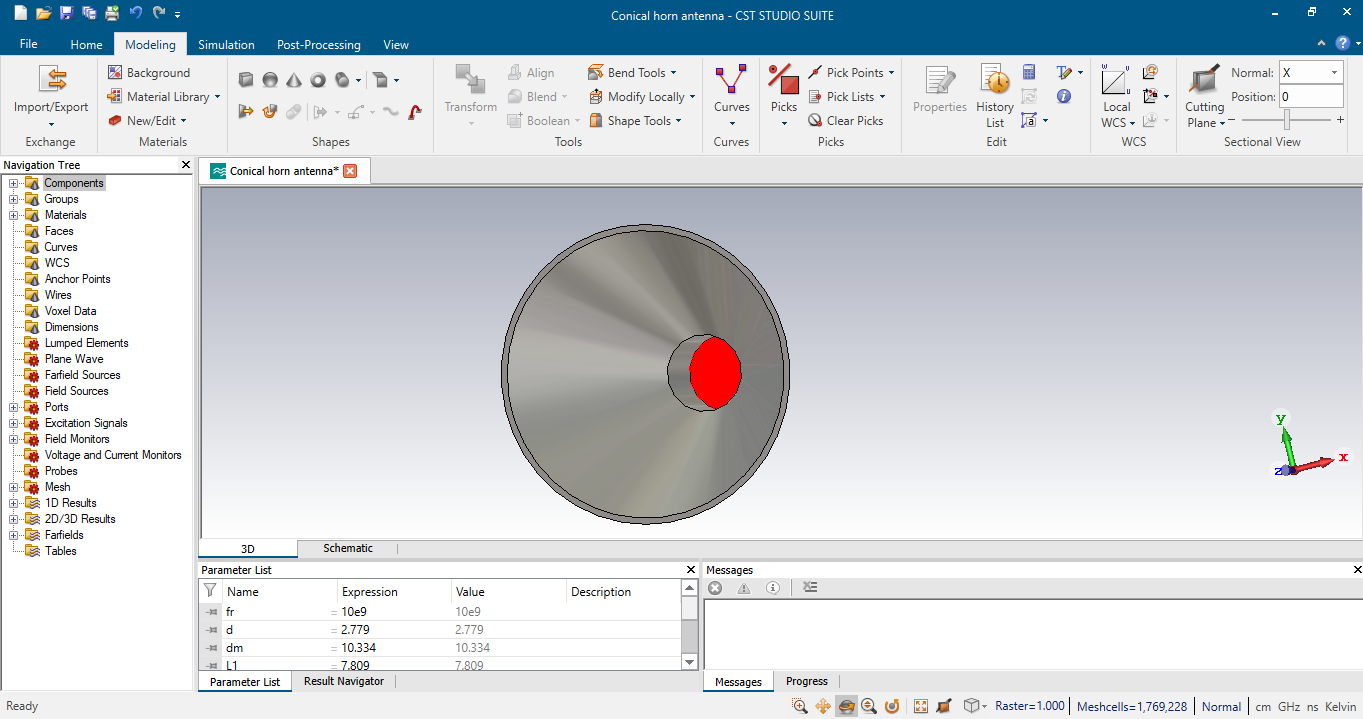 Conical horn antenna - CST STUDIO SUITE
File Home Modeling Simulation Post-Processing View
Import/Export
Exchange
Background
Material Library
New/Edit
Materials
Shapes
Transform
Align
Blend
Boolean
Bend Tools
Modify Locally
Shape Tools
Tools
Curves
Curves
Picks
Pick Points
Pick Lists
Clear Picks
Picks
Properties
History
List
Edit
Local
WCS
WCS
Cutting
Plane
Normal: X
Position: 0
Sectional View
Navigation Tree
Components
Groups
Materials
Faces
Curves
WCS
Anchor Points
Wires
Voxel Data
Dimensions
Lumped Elements
Plane Wave
Farfield Sources
Field Sources
Ports
Excitation Signals
Field Monitors
Voltage and Current Monitors
Probes
Mesh
1D Results
2D/3D Results
Farfields
Tables
Conical horn antenna*
y
x
z
3D Schematic
Parameter List
Name Expression Value Description
fr = 10e9 10e9
d = 2.779 2.779
dm = 10.334 10.334
L1 = 7.809 7.809
Parameter List Result Navigator
Messages
Messages Progress
Ready
Raster=1.000 Meshcells=1,769,228 Normal cm GHz ns Kelvin